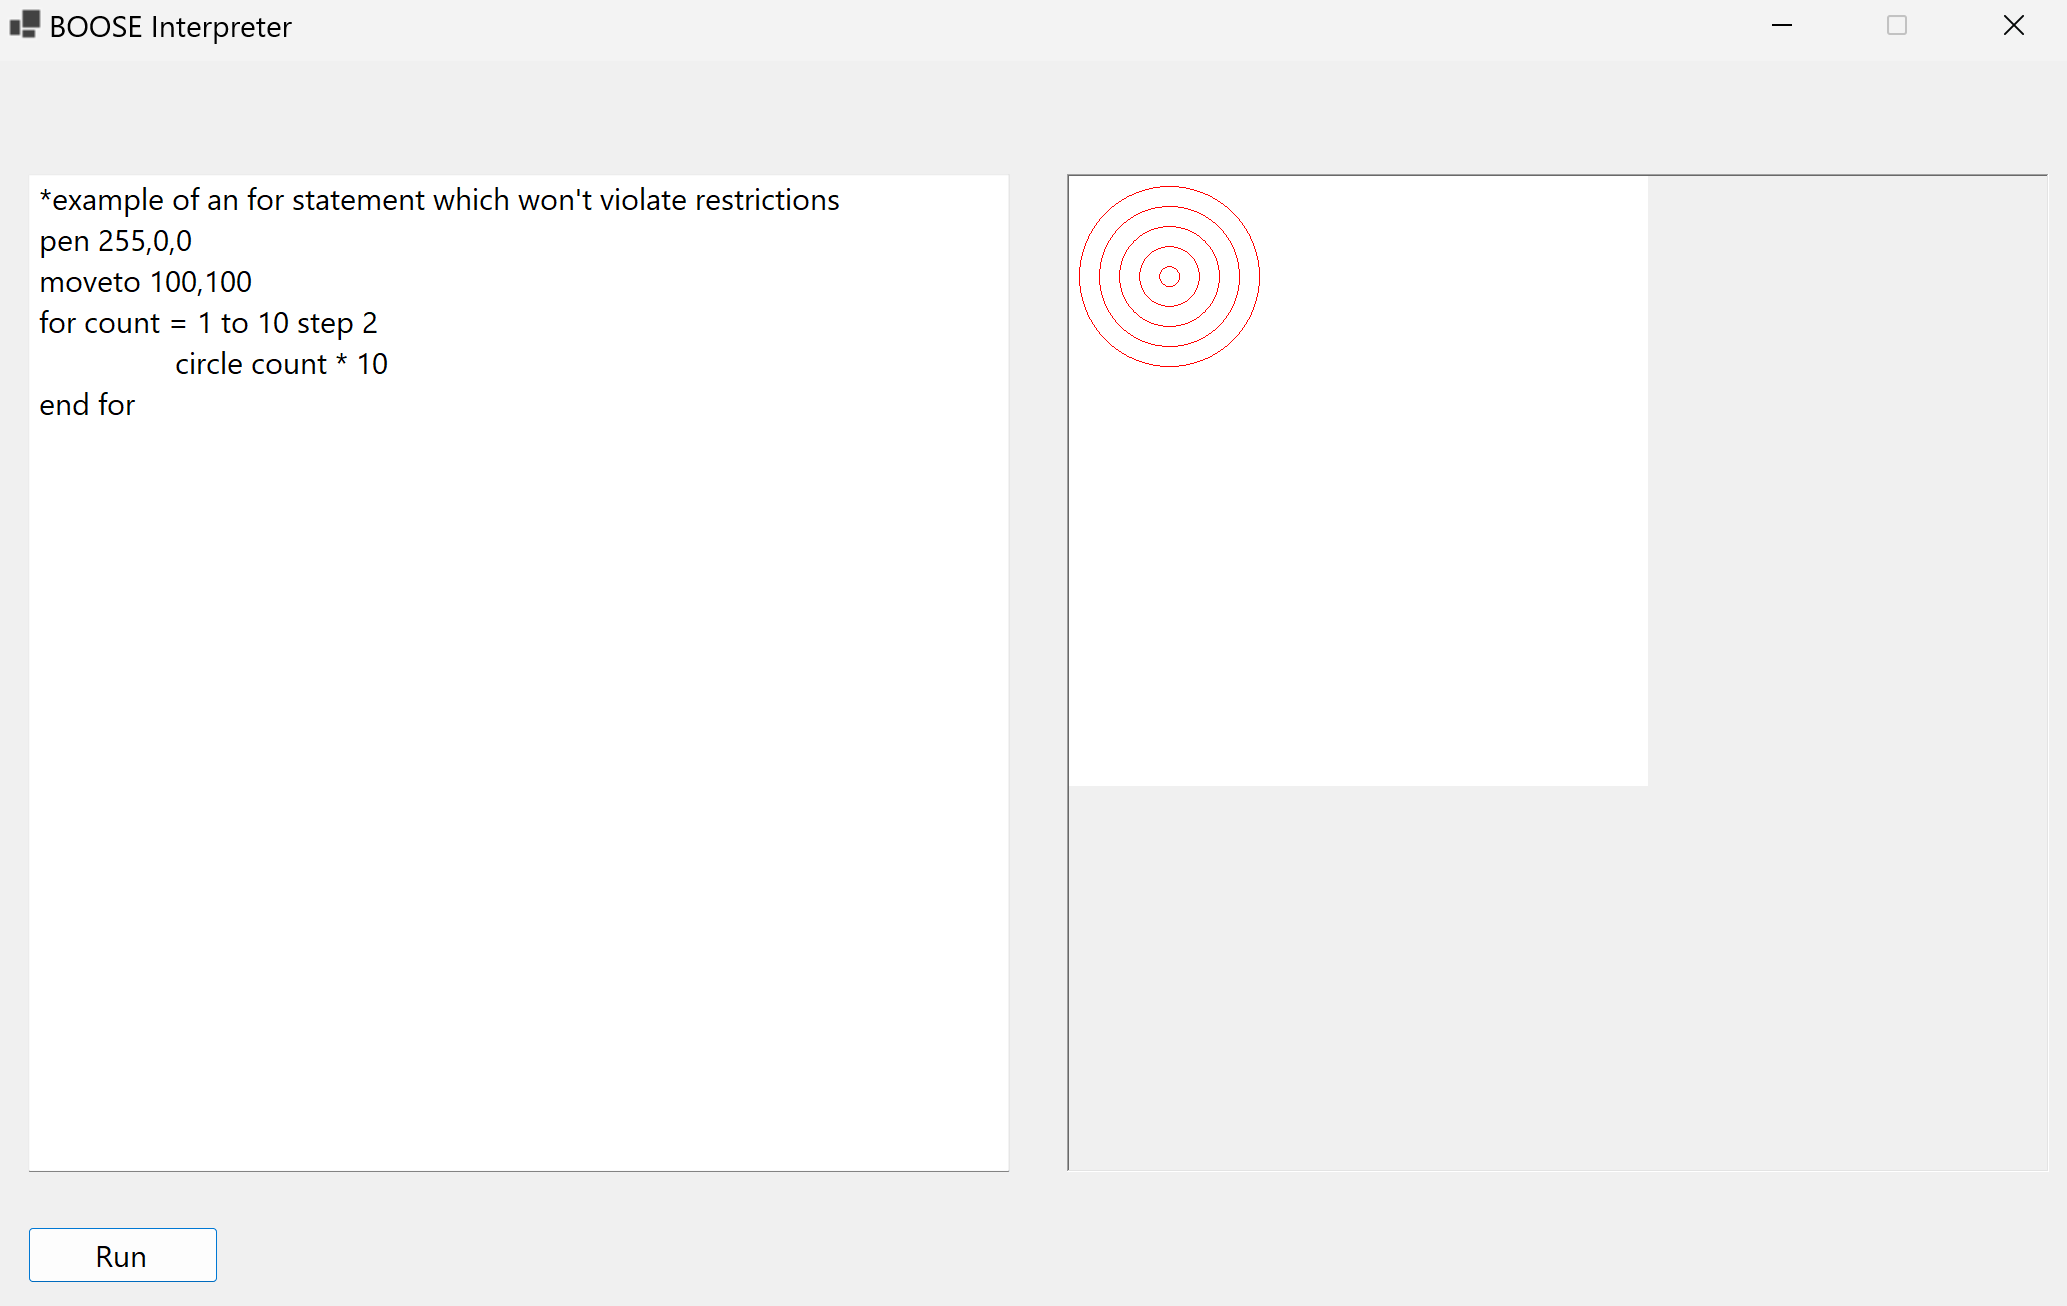 BOOSE Interpreter
*example of an for statement which won't violate restrictions
pen 255,0,0
moveto 100,100
for count = 1 to 10 step 2
circle count * 10
end for
Run